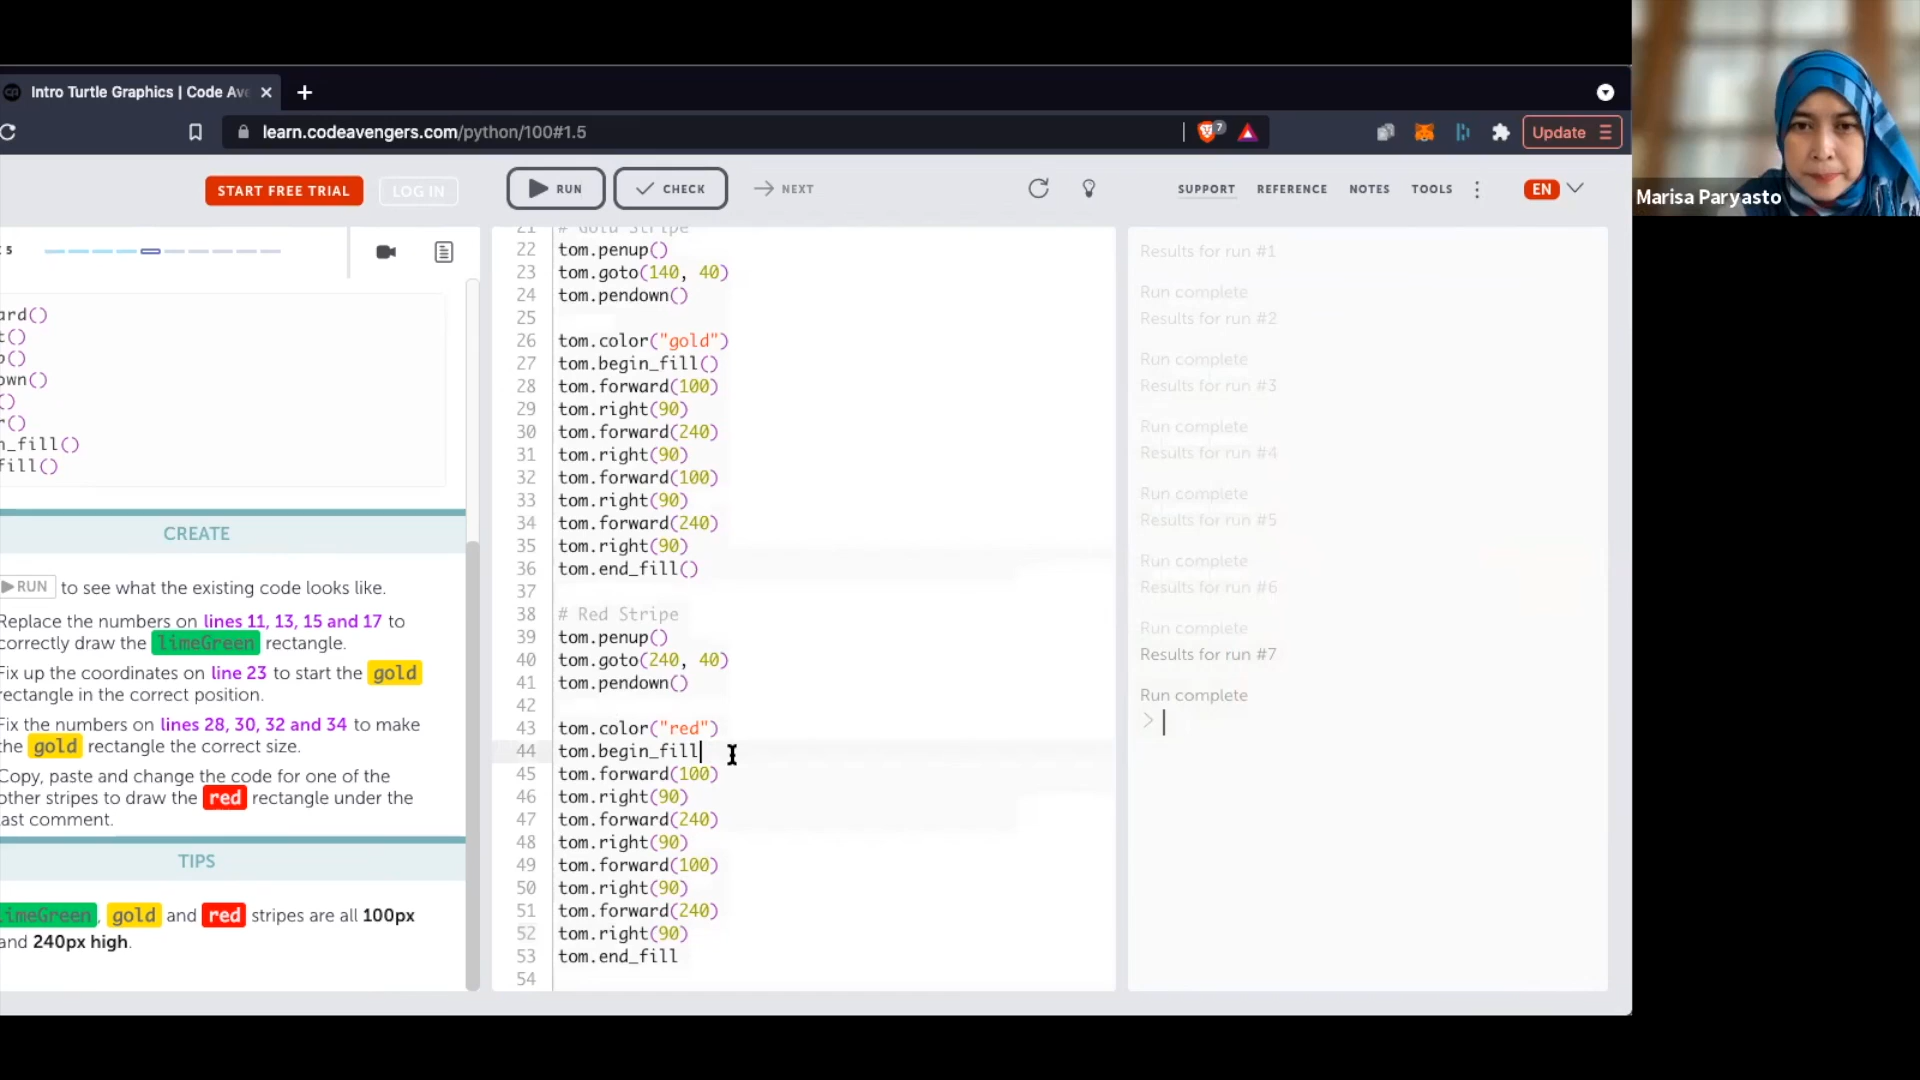 Intro Turtle Graphics | Code Ave
learn.codeavengers.com/python/100#1.5
7
Update
START FREE TRIAL
LOG IN
RUN
CHECK
NEXT
SUPPORT
REFERENCE
NOTES
TOOLS
EN
Marisa Paryasto
5
ard()
t()
o()
own()
()
r()
n_fill()
fill()
CREATE
RUN to see what the existing code looks like.
Replace the numbers on lines 11, 13, 15 and 17 to
correctly draw the limeGreen rectangle.
Fix up the coordinates on line 23 to start the gold
rectangle in the correct position.
Fix the numbers on lines 28, 30, 32 and 34 to make
the gold rectangle the correct size.
Copy, paste and change the code for one of the
other stripes to draw the red rectangle under the
last comment.
TIPS
limeGreen, gold and red stripes are all 100px
and 240px high.
21 # Gold Stripe
22 tom.penup()
23 tom.goto(140, 40)
24 tom.pendown()
25
26 tom.color("gold")
27 tom.begin_fill()
28 tom.forward(100)
29 tom.right(90)
30 tom.forward(240)
31 tom.right(90)
32 tom.forward(100)
33 tom.right(90)
34 tom.forward(240)
35 tom.right(90)
36 tom.end_fill()
37
38 # Red Stripe
39 tom.penup()
40 tom.goto(240, 40)
41 tom.pendown()
42
43 tom.color("red")
44 tom.begin_fill
45 tom.forward(100)
46 tom.right(90)
47 tom.forward(240)
48 tom.right(90)
49 tom.forward(100)
50 tom.right(90)
51 tom.forward(240)
52 tom.right(90)
53 tom.end_fill
54
Results for run #1
Run complete
Results for run #2
Run complete
Results for run #3
Run complete
Results for run #4
Run complete
Results for run #5
Run complete
Results for run #6
Run complete
Results for run #7
Run complete
>